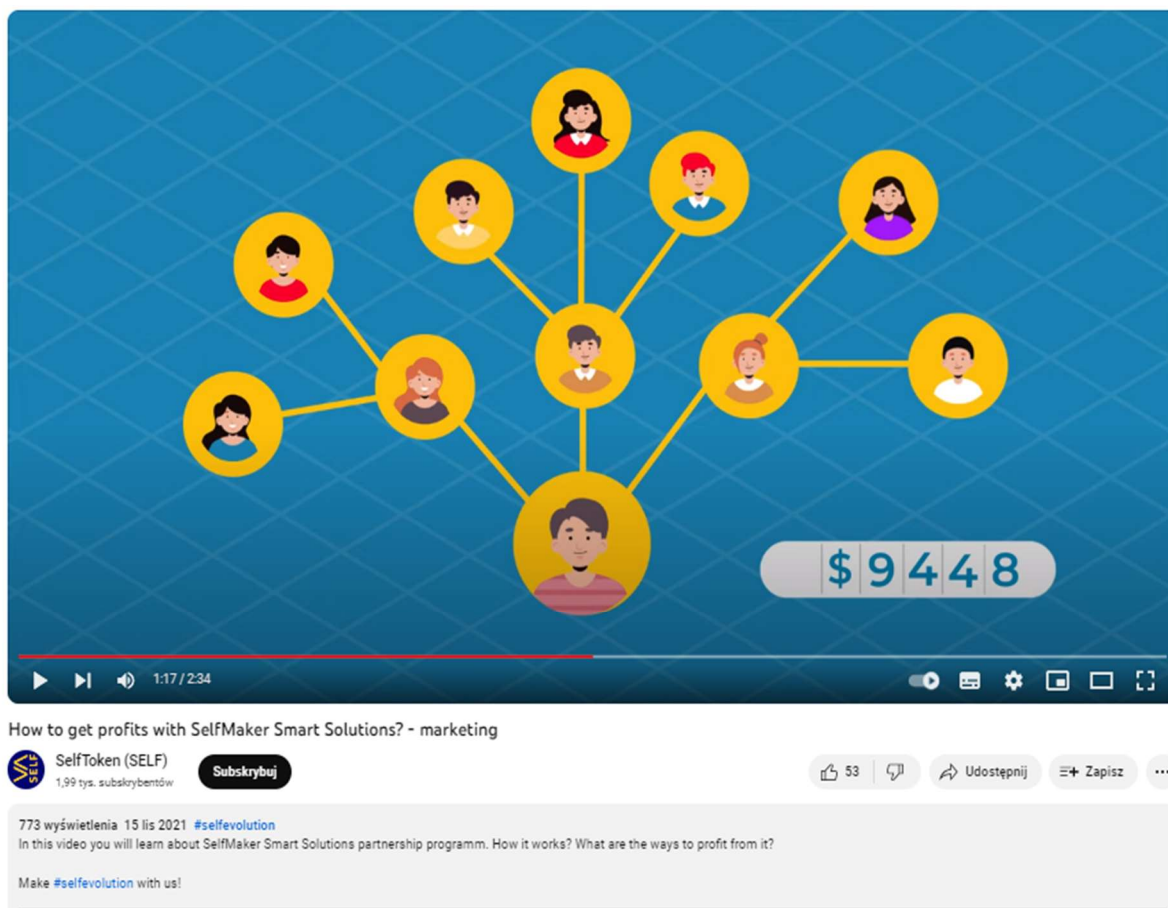 $9448
1:17 / 2:34
How to get profits with SelfMaker Smart Solutions? - marketing
SELF
SelfToken (SELF)
1,99 tys. subskrybentów
Subskrybuj
53
Udostępnij
Zapisz
773 wyświetlenia 15 lis 2021 #selfevolution
In this video you will learn about SelfMaker Smart Solutions partnership programm. How it works? What are the ways to profit from it?
Make #selfevolution with us!